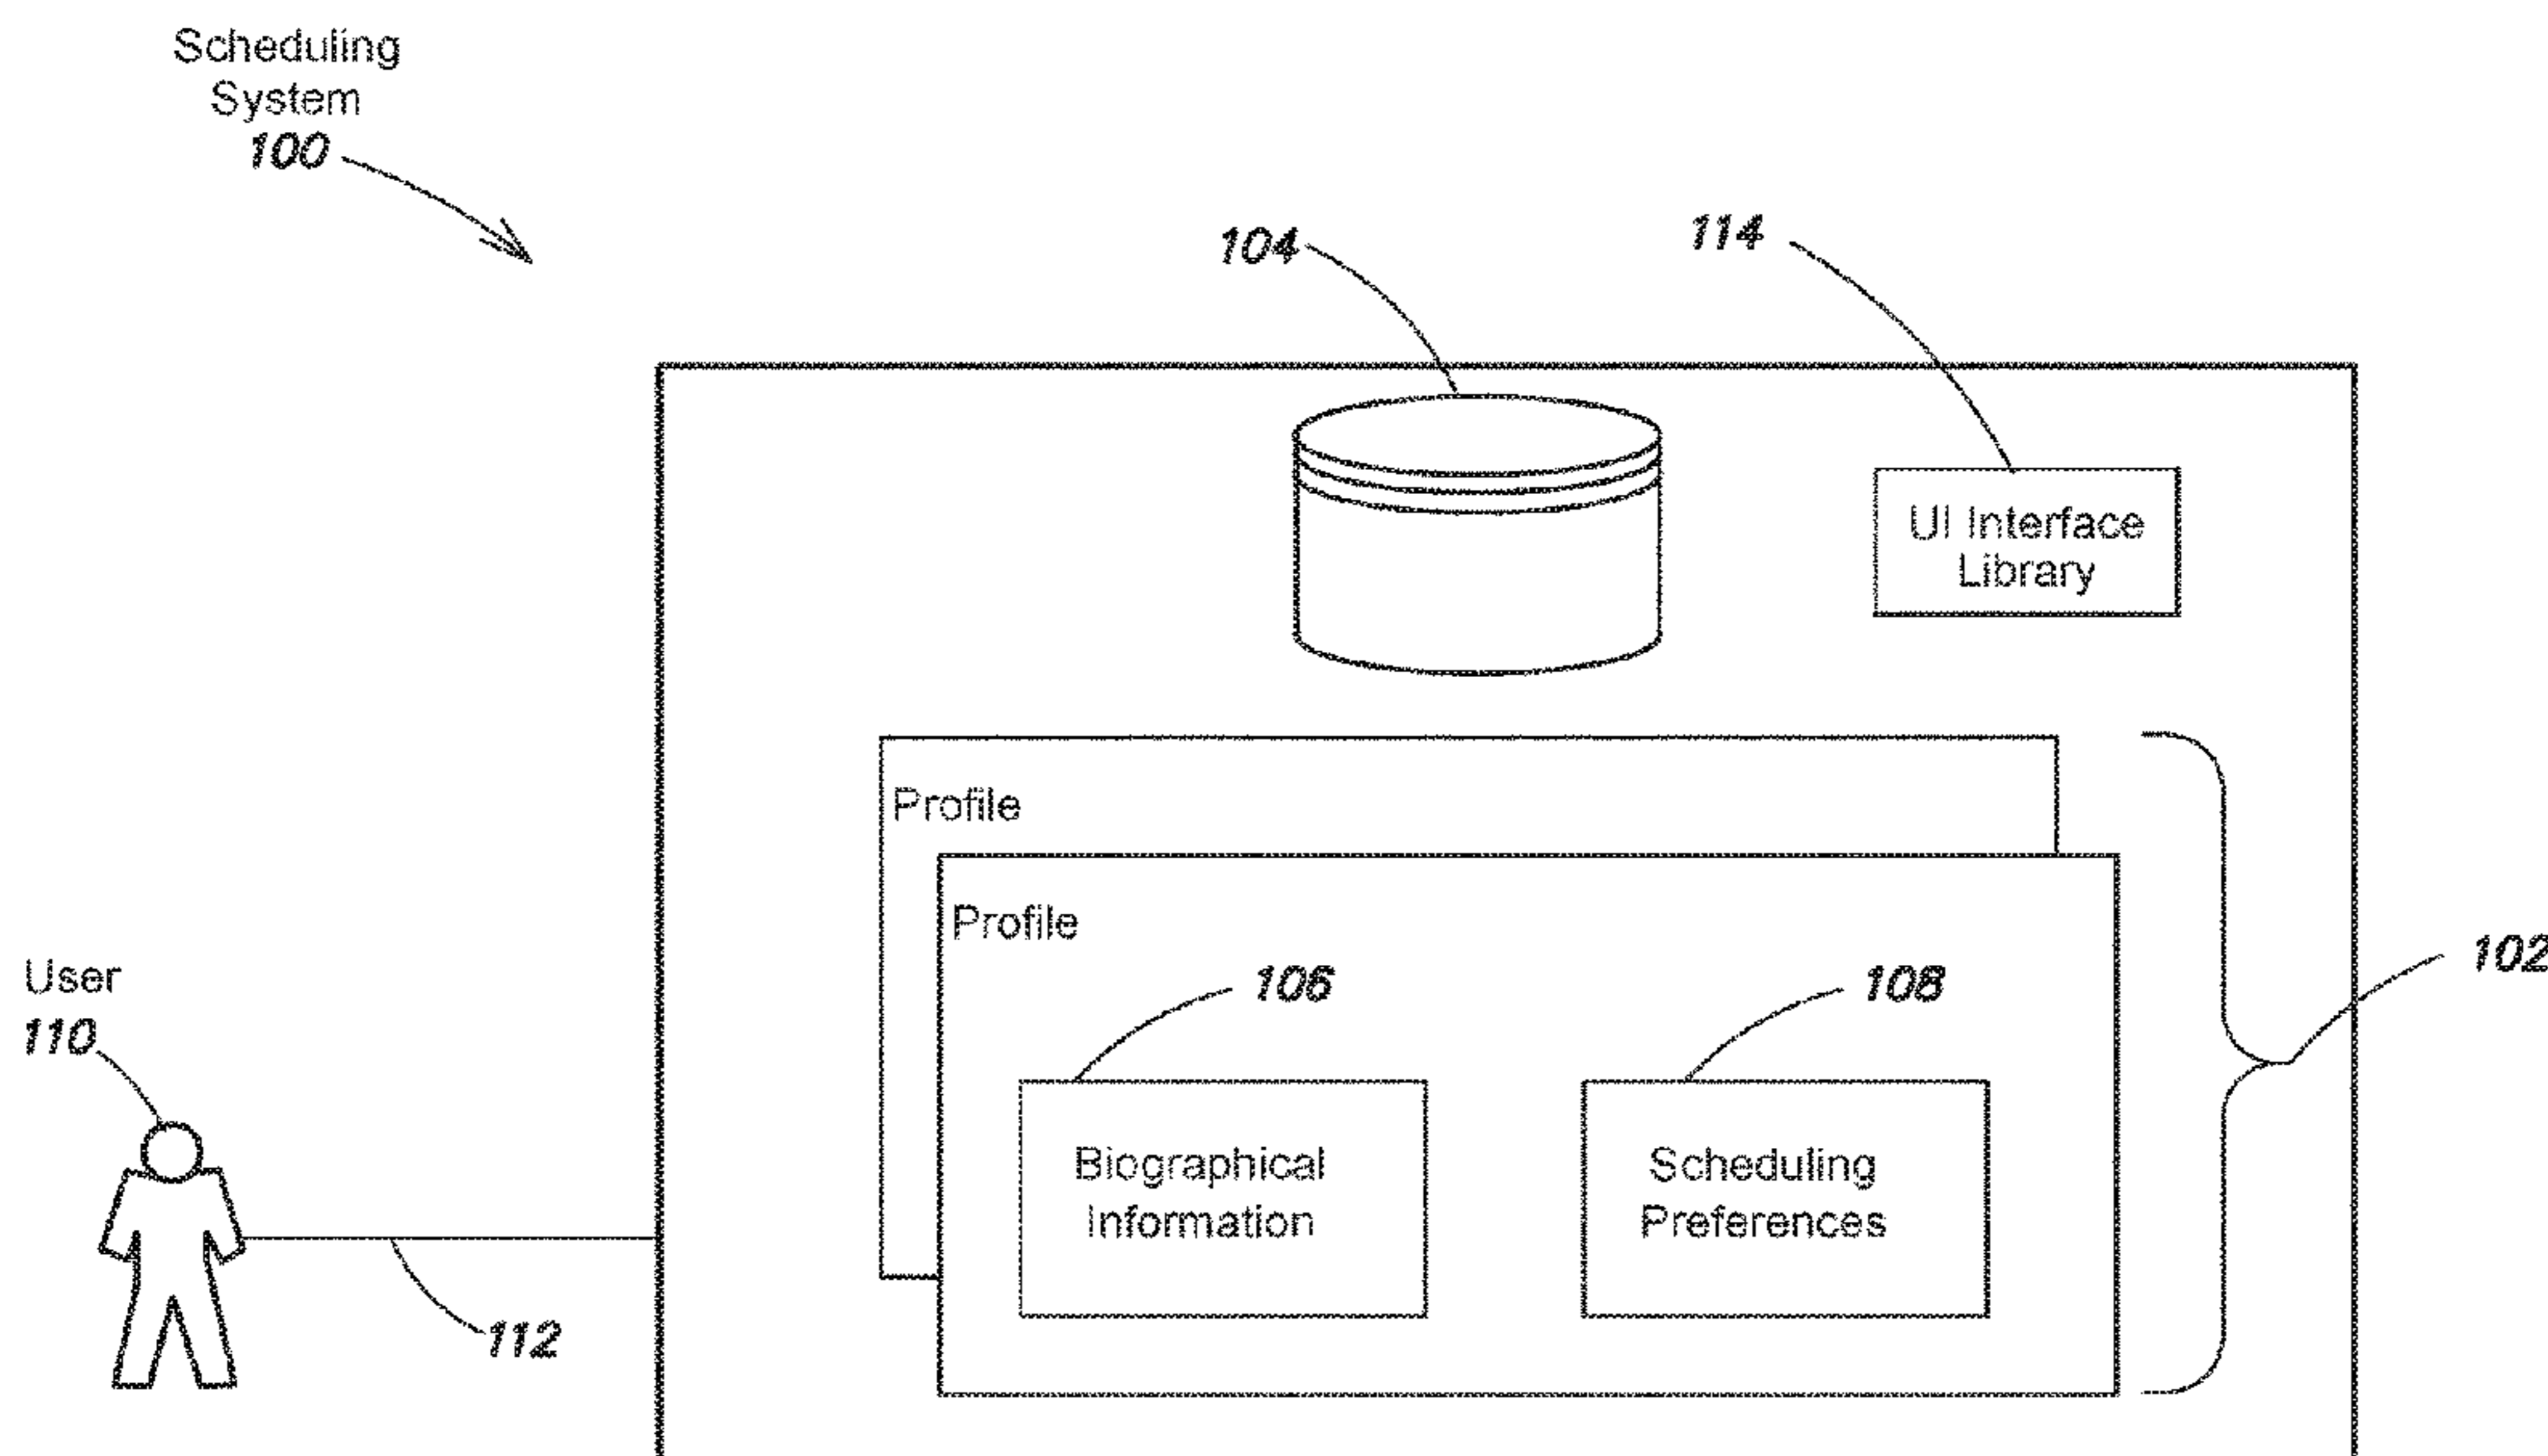 Scheduling
System
100
104
114
UI Interface
Library
Profile
Profile
102
User
110
106
108
Biographical
Information
Scheduling
Preferences
112